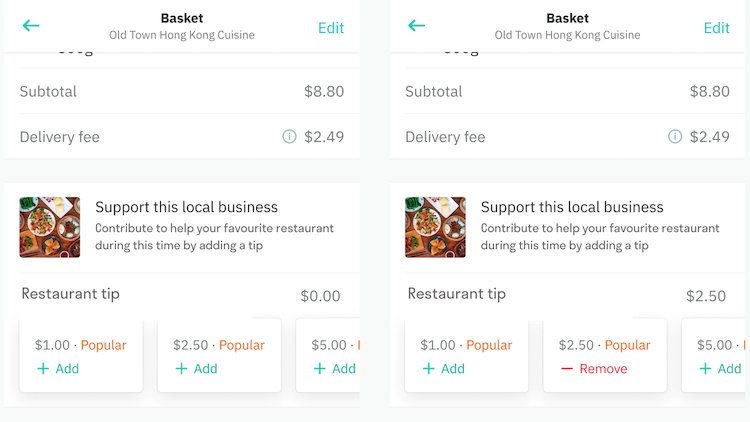 Basket
Old Town Hong Kong Cuisine
Edit
Subtotal
$8.80
Delivery fee
$2.49
Support this local business
Contribute to help your favourite restaurant
during this time by adding a tip
Restaurant tip
$0.00
$1.00 · Popular
+ Add
$2.50 · Popular
+ Add
$5.00 ·
+ Add
Basket
Old Town Hong Kong Cuisine
Edit
Subtotal
$8.80
Delivery fee
$2.49
Support this local business
Contribute to help your favourite restaurant
during this time by adding a tip
Restaurant tip
$2.50
$1.00 · Popular
+ Add
$2.50 · Popular
− Remove
$5.00 ·
+ Add